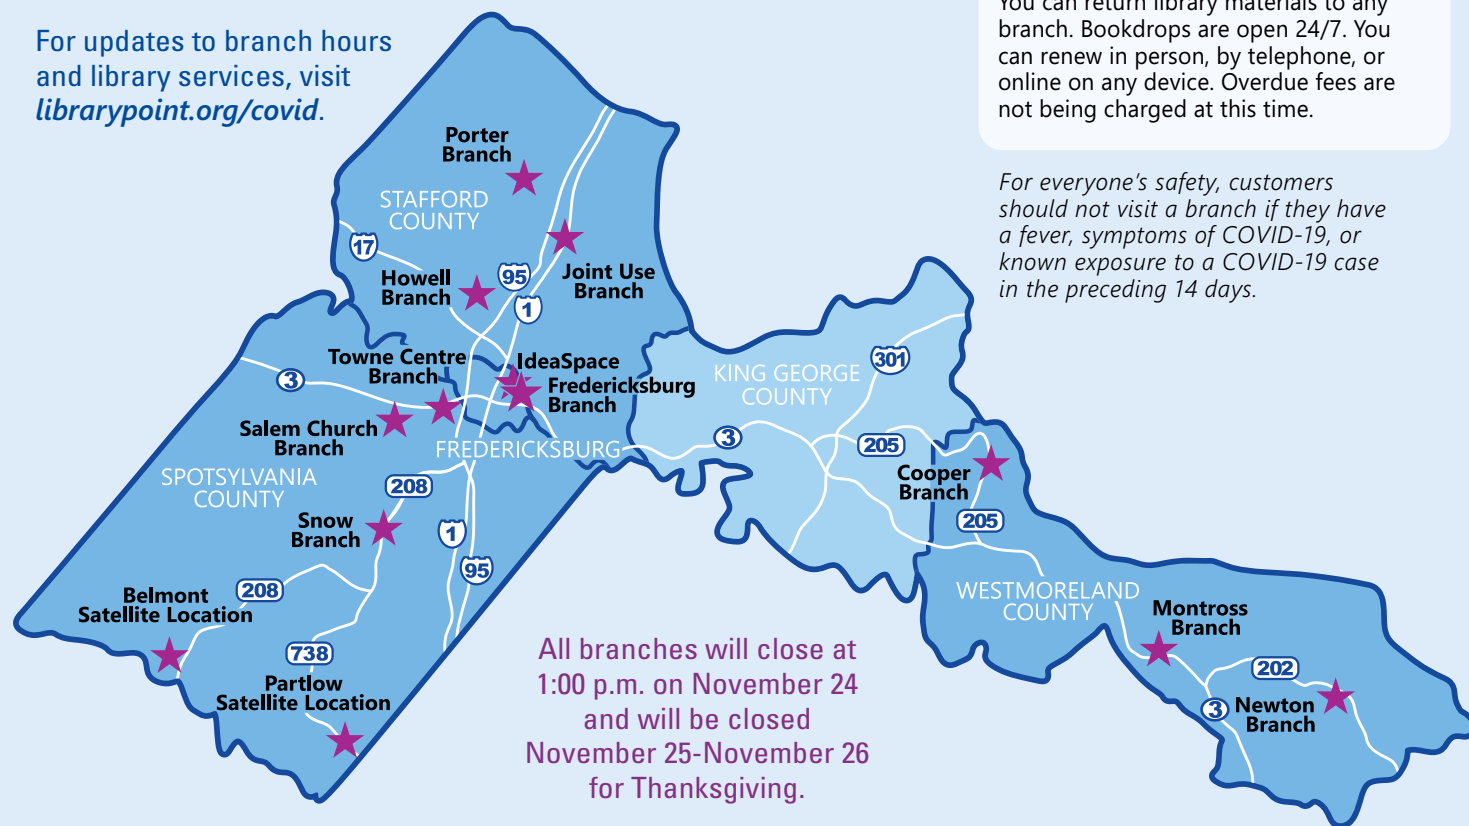 For updates to branch hours
and library services, visit
librarypoint.org/covid.
You can return library materials to any
branch. Bookdrops are open 24/7. You
can renew in person, by telephone, or
online on any device. Overdue fees are
not being charged at this time.
For everyone’s safety, customers
should not visit a branch if they have
a fever, symptoms of COVID-19, or
known exposure to a COVID-19 case
in the preceding 14 days.
Porter
Branch
STAFFORD
COUNTY
17
95
Howell
Branch
Joint Use
Branch
1
Towne Centre
Branch
IdeaSpace
Fredericksburg
Branch
3
Salem Church
Branch
FREDERICKSBURG
SPOTSYLVANIA
COUNTY
208
Snow
Branch
1
95
208
Belmont
Satellite Location
738
Partlow
Satellite Location
KING GEORGE
COUNTY
301
3
205
Cooper
Branch
205
WESTMORELAND
COUNTY
Montross
Branch
202
3
Newton
Branch
All branches will close at
1:00 p.m. on November 24
and will be closed
November 25-November 26
for Thanksgiving.